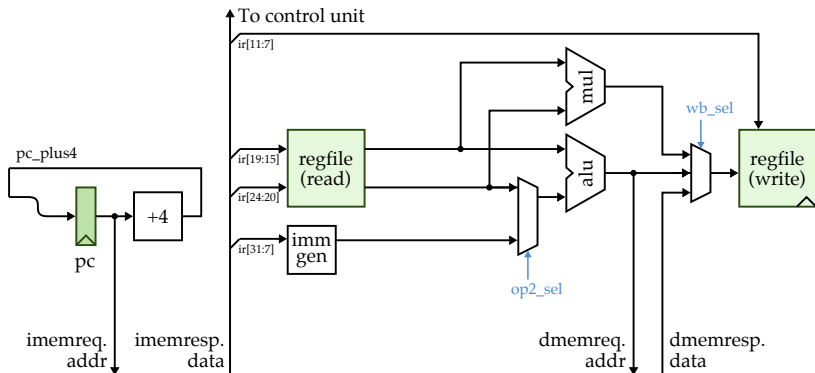 To control unit
ir[11:7]
mul
wb_sel
pc_plus4
ir[19:15]
regfile
(read)
alu
regfile
(write)
ir[24:20]
+4
pc
ir[31:7]
imm
gen
op2_sel
imemreq.
addr
imemresp.
data
dmemreq.
addr
dmemresp.
data